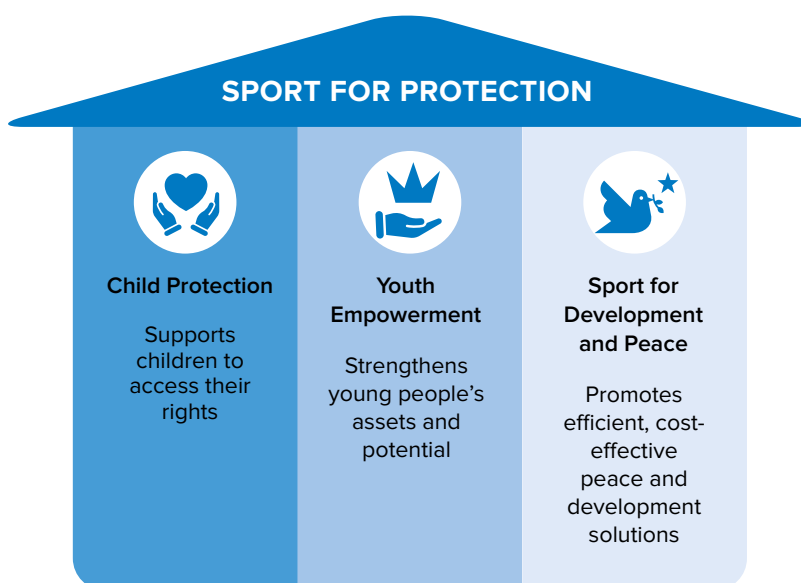 SPORT FOR PROTECTION
Child Protection
Supports
children to
access their
rights
Youth
Empowerment
Strengthens
young people’s
assets and
potential
Sport for
Development
and Peace
Promotes
efficient, cost-
effective
peace and
development
solutions